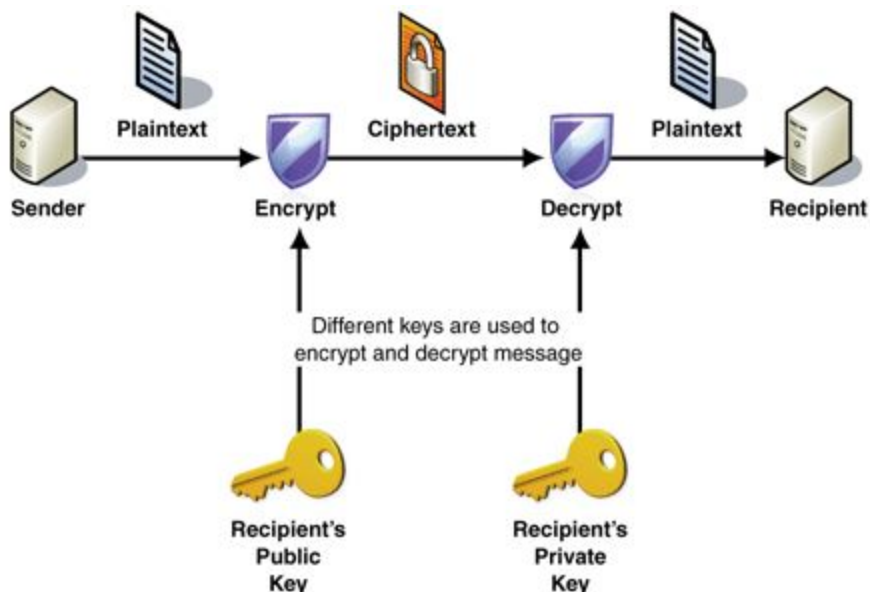 Plaintext
Ciphertext
Plaintext
Sender
Encrypt
Decrypt
Recipient
Different keys are used to
encrypt and decrypt message
Recipient's
Public
Key
Recipient's
Private
Key